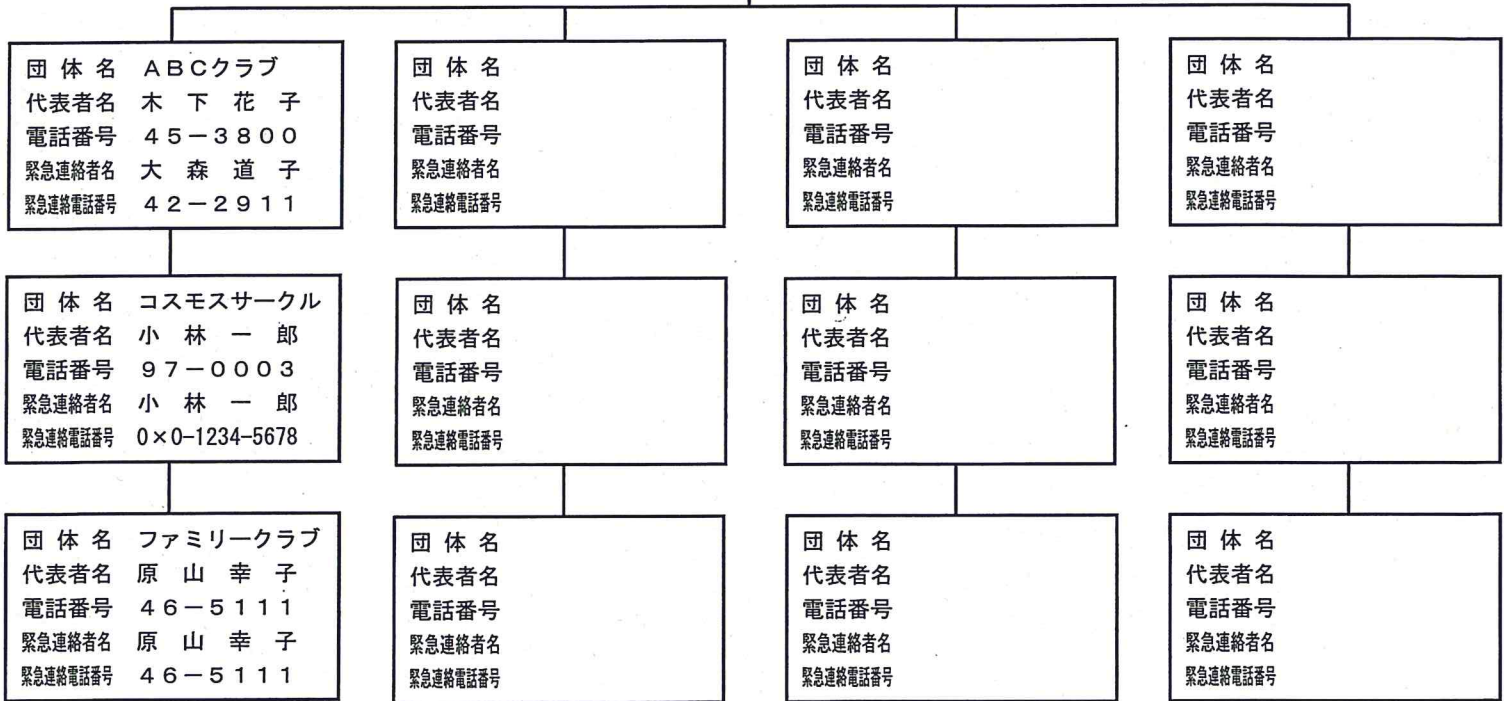 団体名 ABCクラブ
代表者名 木下花子
電話番号 45-3800
緊急連絡者名 大森道子
緊急連絡電話番号 42-2911
団体名
代表者名
電話番号
緊急連絡者名
緊急連絡電話番号
団体名
代表者名
電話番号
緊急連絡者名
緊急連絡電話番号
団体名
代表者名
電話番号
緊急連絡者名
緊急連絡電話番号
団体名 コスモスサークル
代表者名 小林一郎
電話番号 97-0003
緊急連絡者名 小林一郎
緊急連絡電話番号 0×0-1234-5678
団体名
代表者名
電話番号
緊急連絡者名
緊急連絡電話番号
団体名
代表者名
電話番号
緊急連絡者名
緊急連絡電話番号
団体名
代表者名
電話番号
緊急連絡者名
緊急連絡電話番号
団体名 ファミリークラブ
代表者名 原山幸子
電話番号 46-5111
緊急連絡者名 原山幸子
緊急連絡電話番号 46-5111
団体名
代表者名
電話番号
緊急連絡者名
緊急連絡電話番号
団体名
代表者名
電話番号
緊急連絡者名
緊急連絡電話番号
団体名
代表者名
電話番号
緊急連絡者名
緊急連絡電話番号